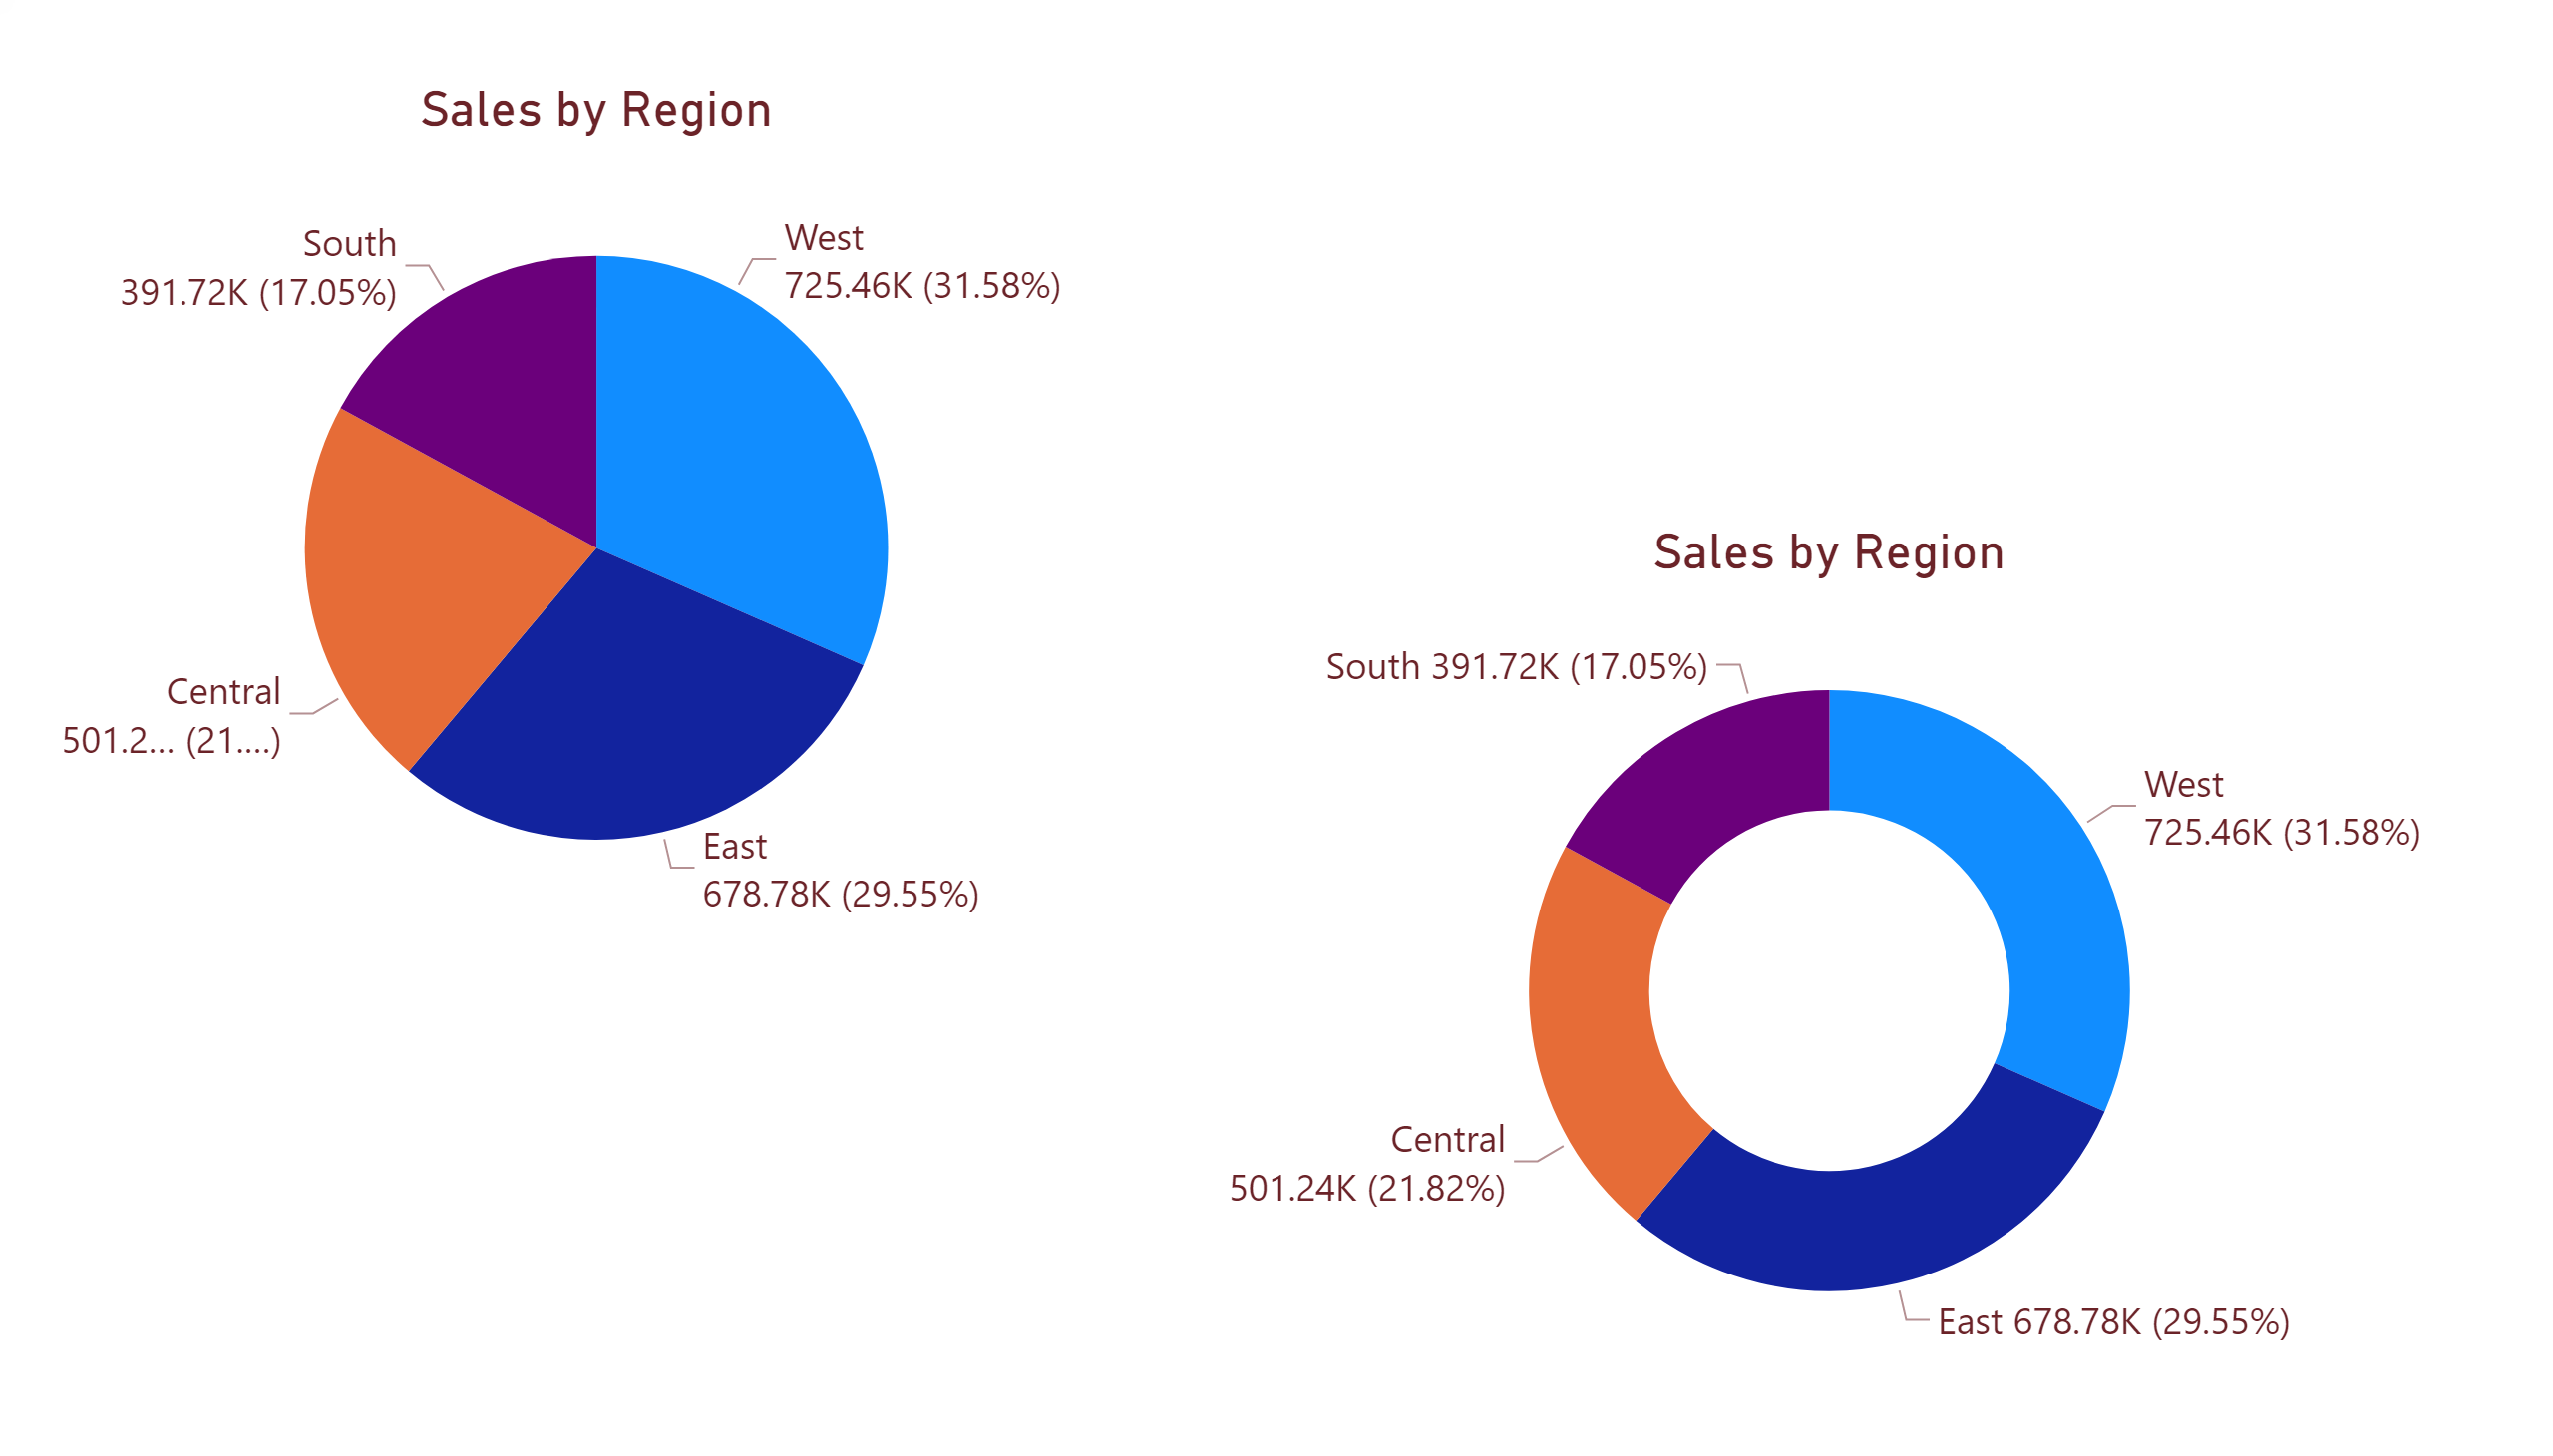 Sales by Region
South
391.72K (17.05%)
West
725.46K (31.58%)
Central
501.2... (21....)
East
678.78K (29.55%)
Sales by Region
South 391.72K (17.05%)
West
725.46K (31.58%)
Central
501.24K (21.82%)
East 678.78K (29.55%)